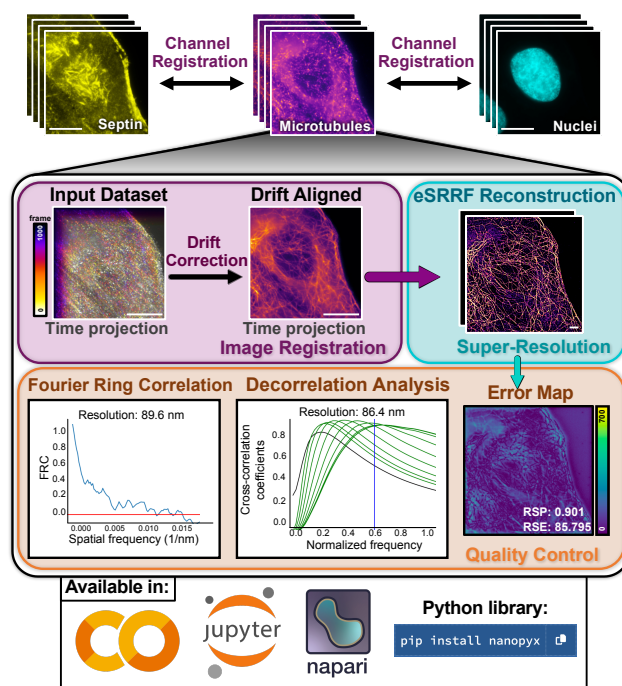 Channel
Registration
Channel
Registration
Septin
Microtubules
Nuclei
Input Dataset
Drift Aligned
eSRRF Reconstruction
frame
1000
0
Drift
Correction
Time projection
Time projection
Image Registration
Super-Resolution
Fourier Ring Correlation
Decorrelation Analysis
Error Map
Resolution: 89.6 nm
FRC
1.0
0.8
0.6
0.4
0.2
0.0
0.000
0.005
0.010
0.015
Spatial frequency (1/nm)
Resolution: 86.4 nm
Cross-correlation
coefficients
0.8
0.6
0.4
0.2
0.0
0.0
0.2
0.4
0.6
0.8
1.0
Normalized frequency
700
0
RSP: 0.901
RSE: 85.795
Quality Control
Available in:
jupyter
napari
Python library:
pip install nanopyx